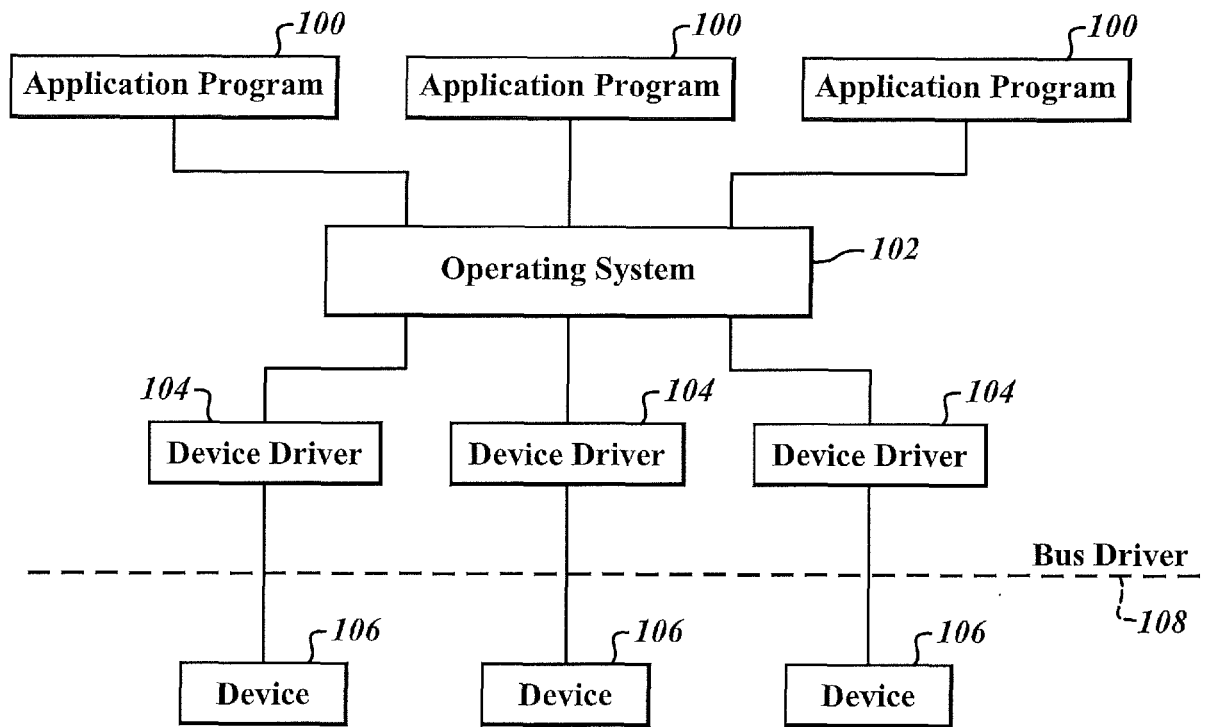 100
100
100
Application Program
Application Program
Application Program
Operating System
102
104
104
104
Device Driver
Device Driver
Device Driver
Bus Driver
108
106
106
106
Device
Device
Device